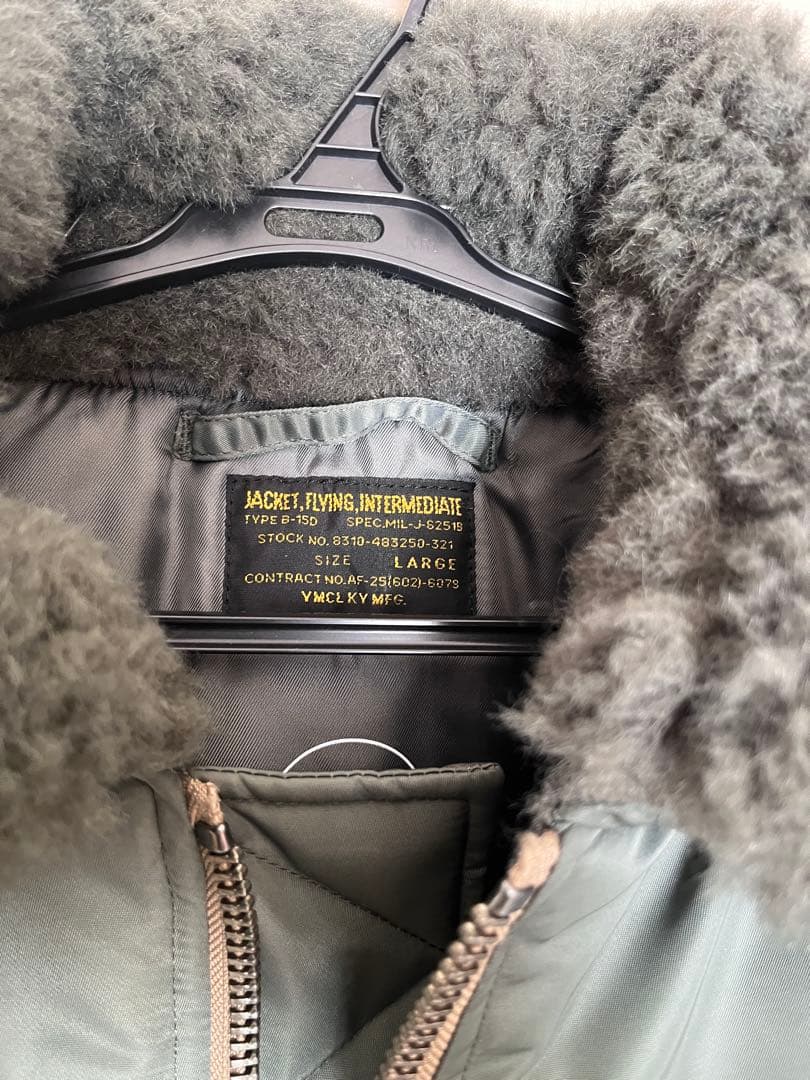 JACKET, FLYING, INTERMEDIATE
TYPE B-15D SPEC.MIL-J-6251B
STOCK NO. 8310-483250-321
SIZE LARGE
CONTRACT NO.AF-25(602)-6079
YMCL KY MFG.